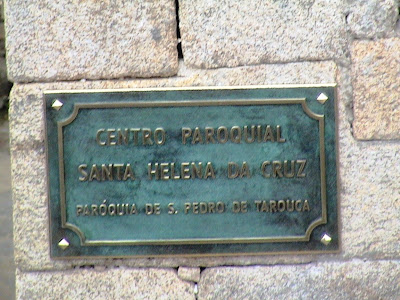 CENTRO PAROQUIAL
SANTA HELENA DA CRUZ
PARÓQUIA DE S. PEDRO DE TAROUCA